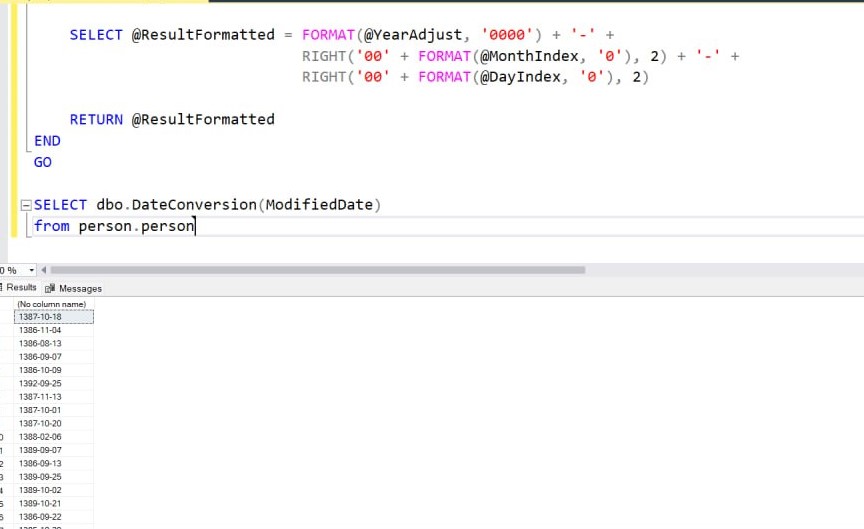 SELECT @ResultFormatted = FORMAT(@YearAdjust, '0000') + '-' +
RIGHT('00' + FORMAT(@MonthIndex, '0'), 2) + '-' +
RIGHT('00' + FORMAT(@DayIndex, '0'), 2)
RETURN @ResultFormatted
END
GO
SELECT dbo.DateConversion(ModifiedDate)
from person.person
0 %
Results Messages
(No column name)
1387-10-18
1386-11-04
1386-08-13
1386-09-07
1386-10-09
1392-09-25
1387-11-13
1387-10-01
1387-10-20
0 1388-02-06
1 1389-09-07
2 1386-09-13
3 1389-09-25
4 1389-10-02
5 1389-10-21
6 1386-09-22